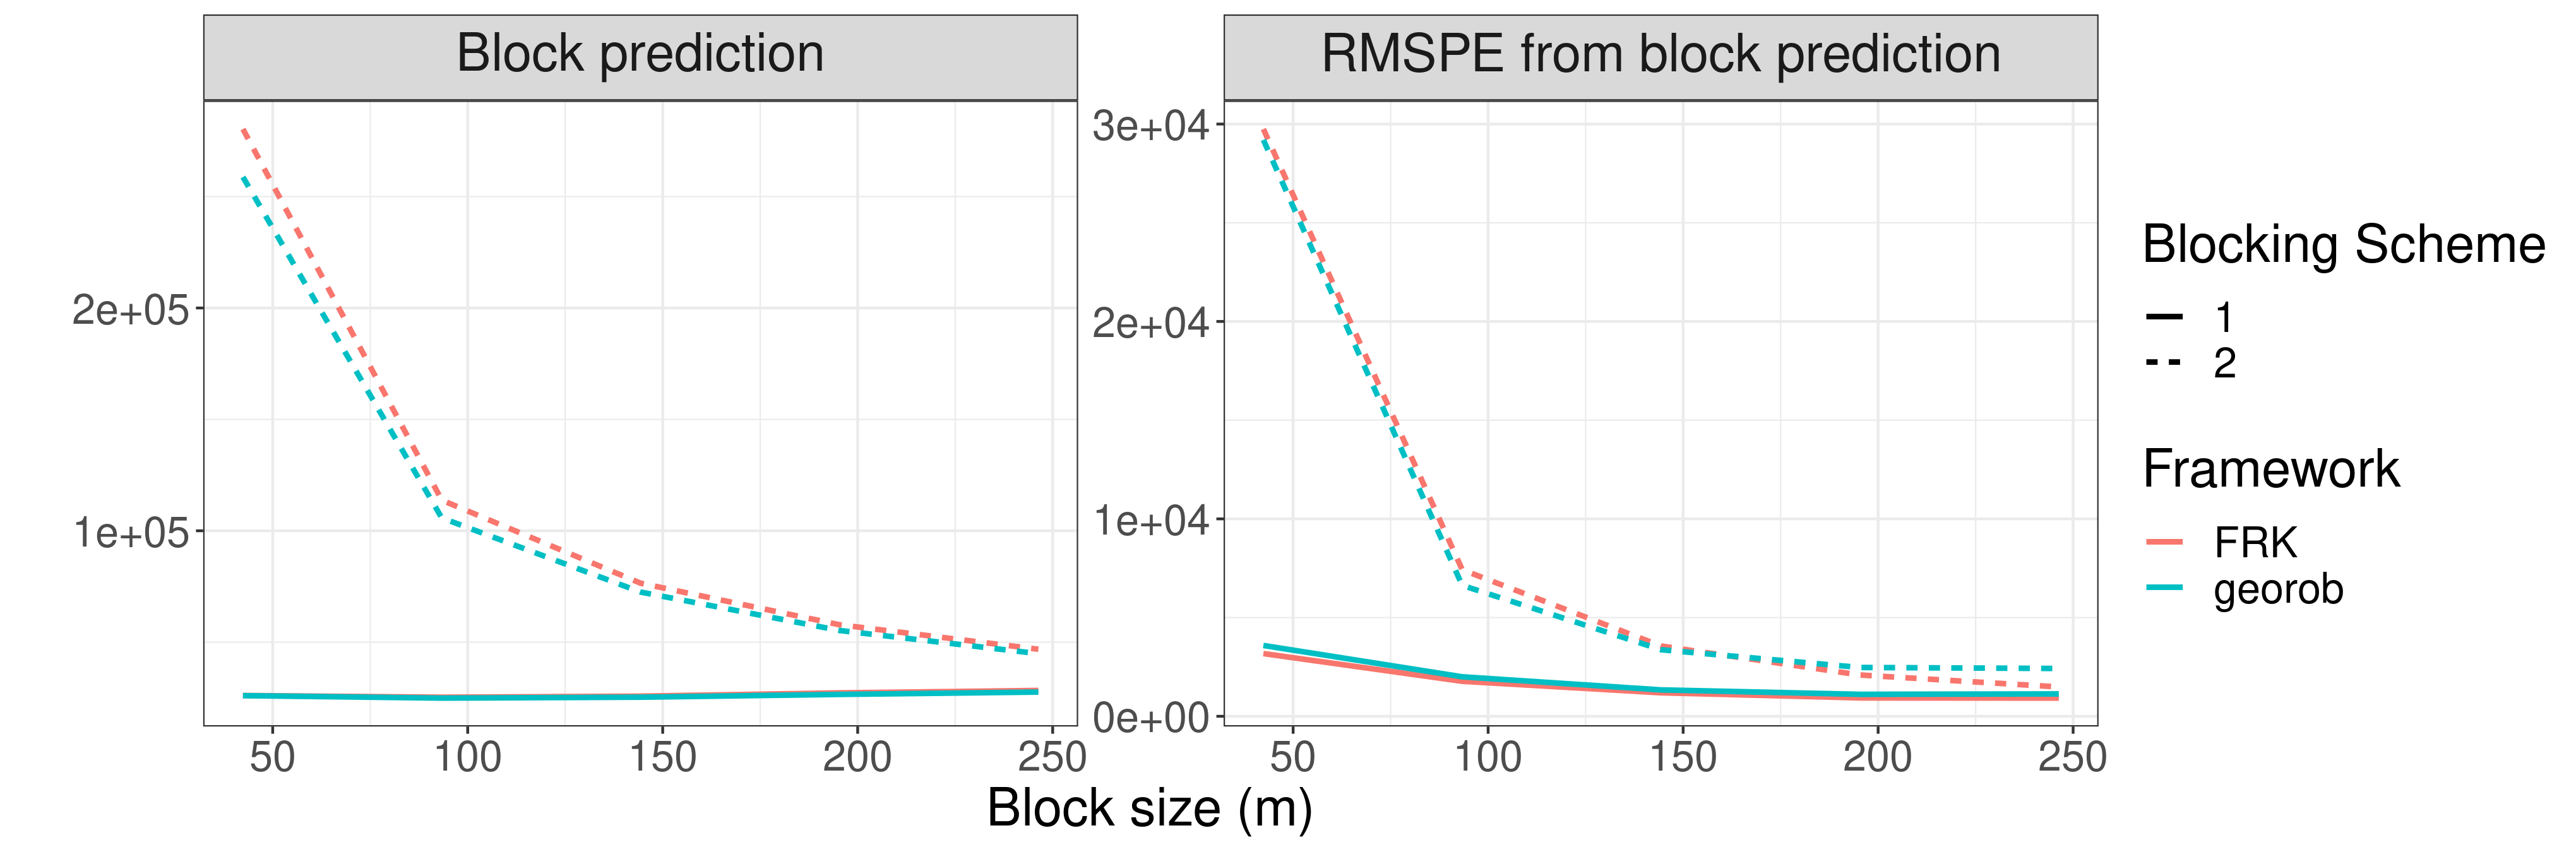 Block prediction
RMSPE from block prediction
2e+05
1e+05
3e+04
2e+04
1e+04
0e+00
50 100 150 200 250
50 100 150 200 250
Block size (m)
Blocking Scheme
1
2
Framework
FRK
georob